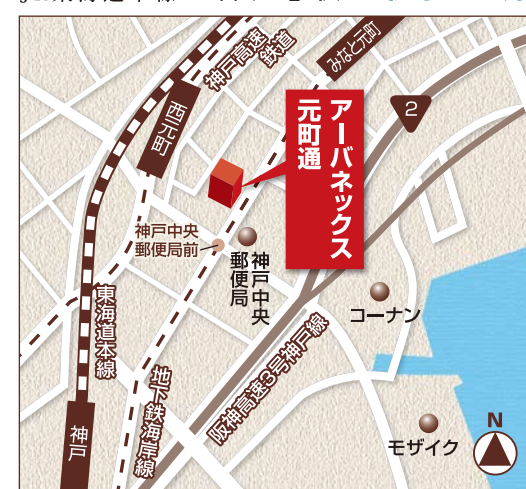 神戸高速
鉄道
みなと元町
西元町
2
アーバネックス
元町通
神戸中央
郵便局前
神戸中央
郵便局
コーナン
東海道本線
地下鉄海岸線
阪神高速3号神戸線
神戸
モザイク
N